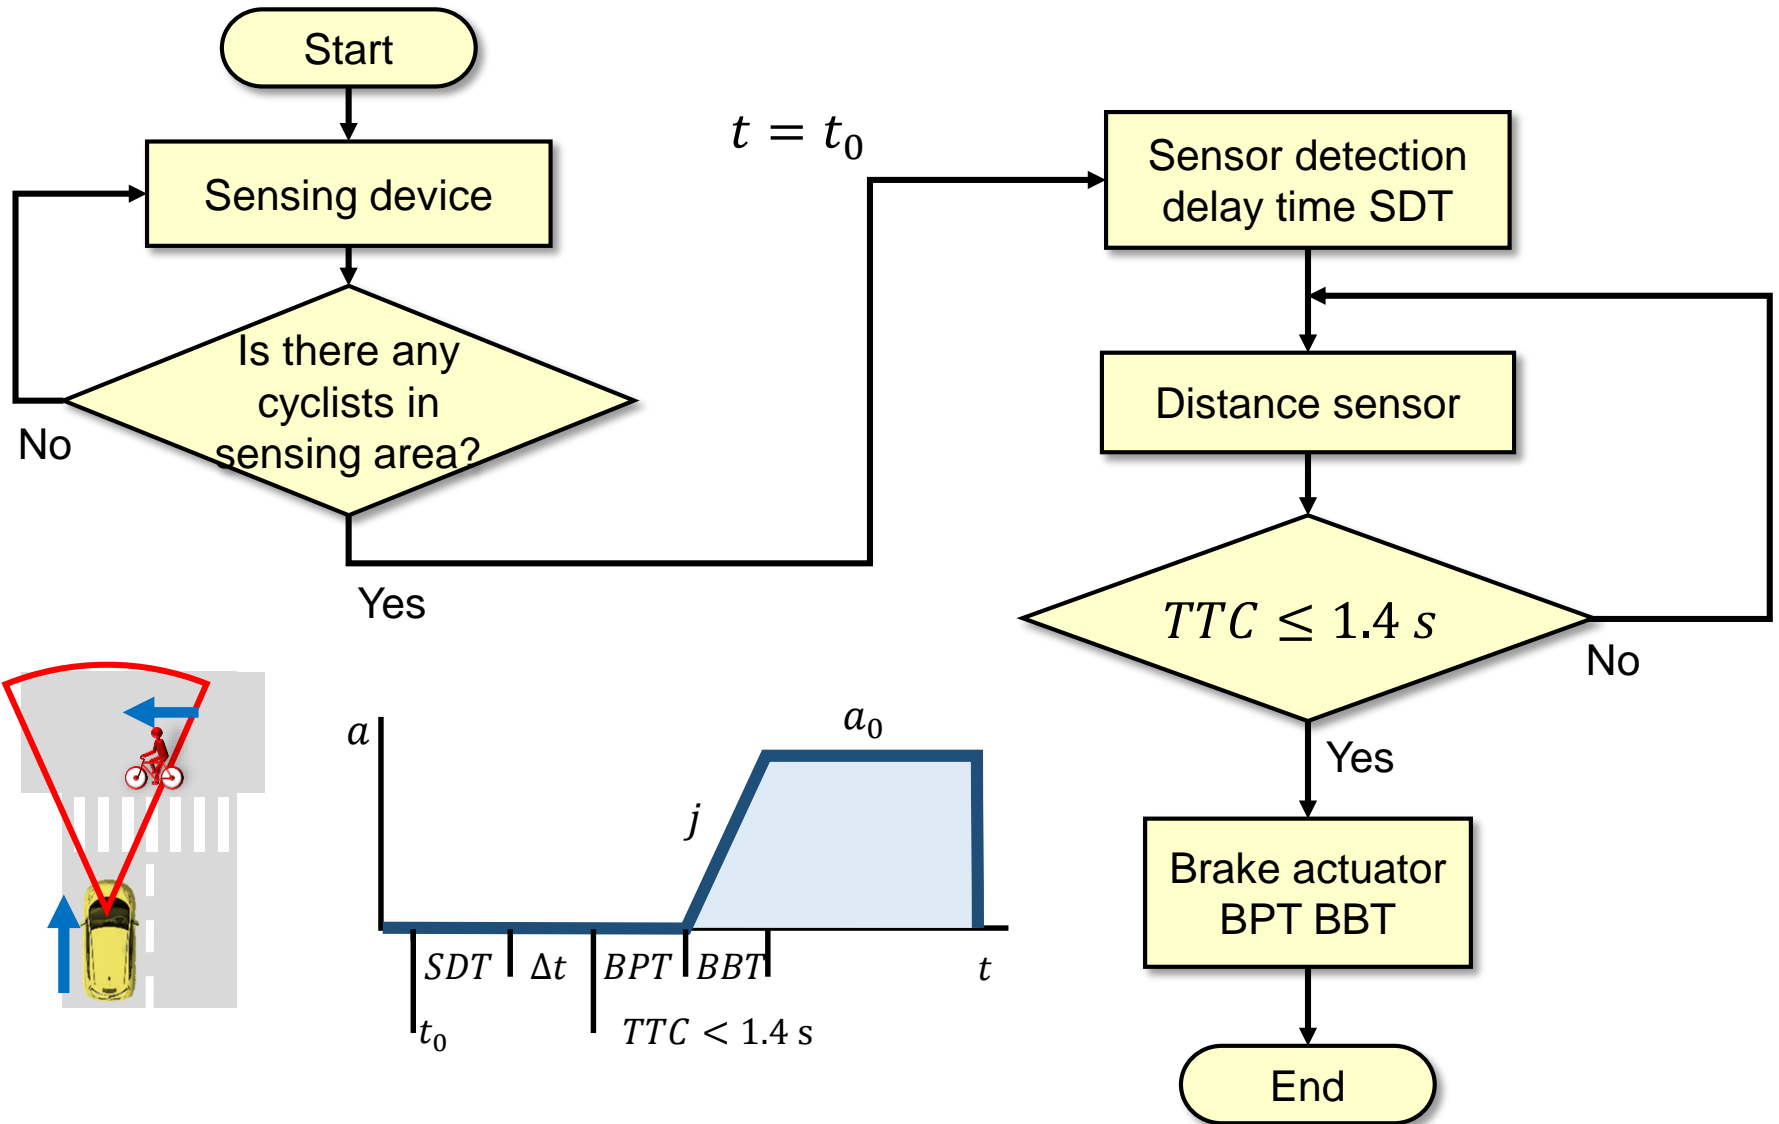 Start
Sensing device
Is there any
cyclists in
sensing area?
No
Yes
t = t₀
Sensor detection
delay time SDT
Distance sensor
TTC ≤ 1.4 s
No
Yes
Brake actuator
BPT BBT
End
a
a₀
j
SDT Δt BPT BBT t
t₀ TTC < 1.4 s